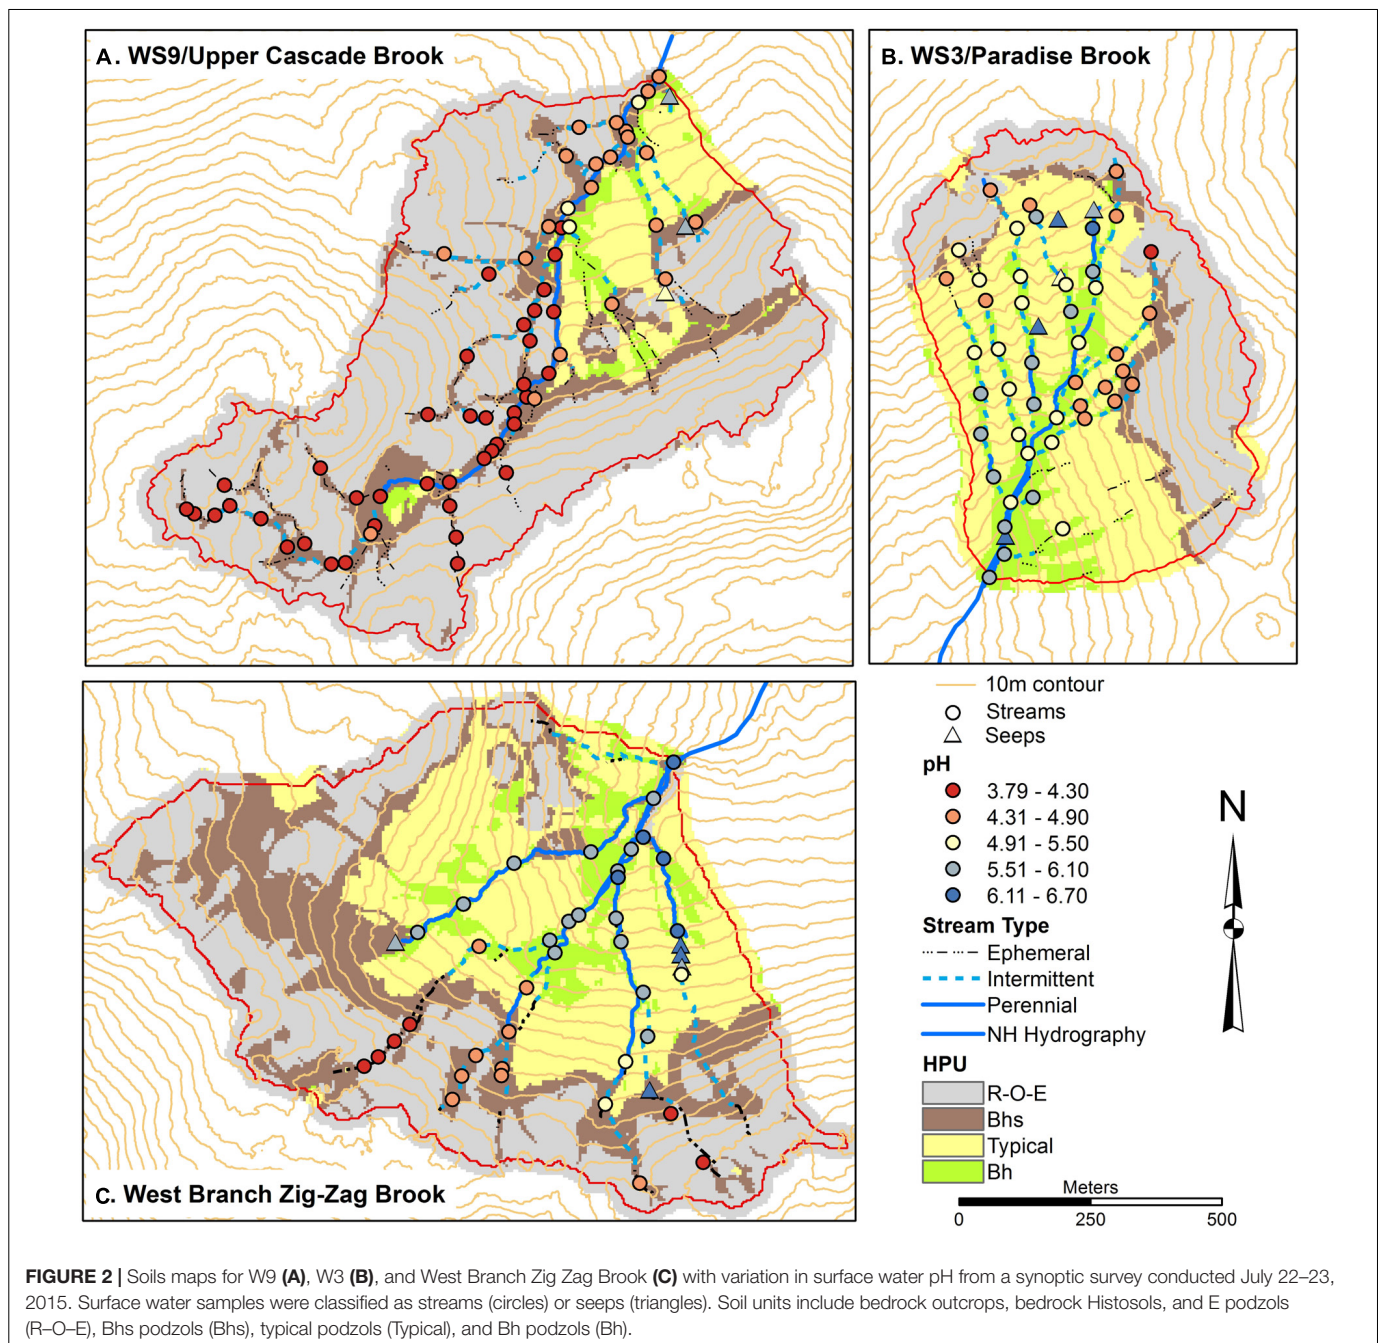 A. WS9/Upper Cascade Brook
B. WS3/Paradise Brook
C. West Branch Zig-Zag Brook
10m contour
Streams
Seeps
pH
3.79 - 4.30
4.31 - 4.90
4.91 - 5.50
5.51 - 6.10
6.11 - 6.70
Stream Type
Ephemeral
Intermittent
Perennial
NH Hydrography
HPU
R-O-E
Bhs
Typical
Bh
N
Meters
0 250 500
FIGURE 2 | Soils maps for W9 (A), W3 (B), and West Branch Zig Zag Brook (C) with variation in surface water pH from a synoptic survey conducted July 22–23,
2015. Surface water samples were classified as streams (circles) or seeps (triangles). Soil units include bedrock outcrops, bedrock Histosols, and E podzols
(R–O–E), Bhs podzols (Bhs), typical podzols (Typical), and Bh podzols (Bh).